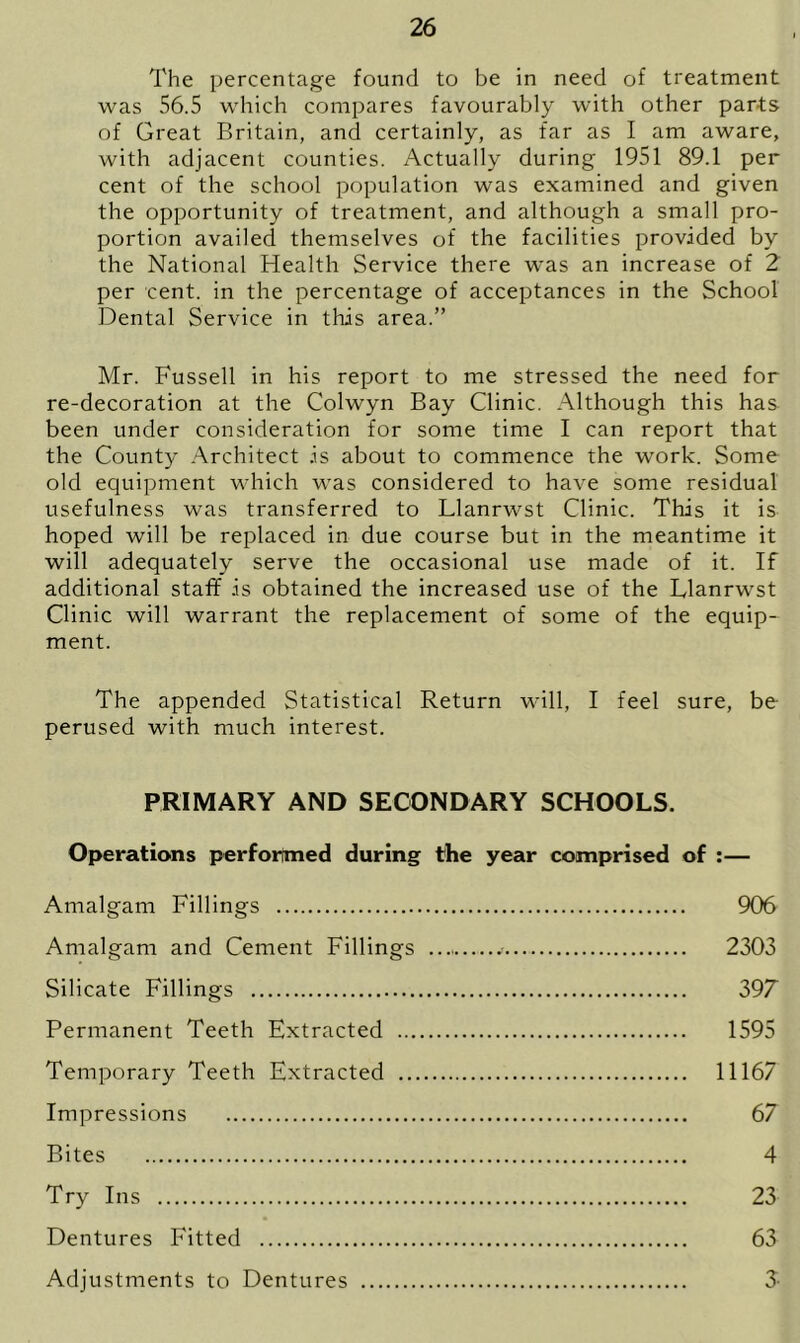 26
The percentage found to be in need of treatment
was 56.5 which compares favourably with other parts
of Great Britain, and certainly, as far as I am aware,
with adjacent counties. Actually during 1951 89.1 per
cent of the school population was examined and given
the opportunity of treatment, and although a small pro-
portion availed themselves of the facilities provided by
the National Health Service there was an increase of 2
per cent. in the percentage of acceptances in the School
Dental Service in this area.”
Mr. Fussell in his report to me stressed the need for
re-decoration at the Colwyn Bay Clinic. Although this has
been under consideration for some time I can report that
the County Architect is about to commence the work. Some
old equipment which was considered to have some residual
usefulness was transferred to Llanrwst Clinic. This it is
hoped will be replaced in due course but in the meantime it
will adequately serve the occasional use made of it. If
additional staff is obtained the increased use of the Llanrwst
Clinic will warrant the replacement of some of the equip-
ment.
The appended Statistical Return will, I feel sure, be
perused with much interest.
PRIMARY AND SECONDARY SCHOOLS.
Operations performed during the year comprised of :—
Amalgam Fillings ........ 906
Amalgam and Cement Fillings ........ 2303
Silicate Fillings ........ 397
Permanent Teeth Extracted ........ 1595
Temporary Teeth Extracted ........ 11167
Impressions ........ 67
Bites ........ 4
Try Ins ........ 23
Dentures Fitted ........ 63
Adjustments to Dentures ........ 3